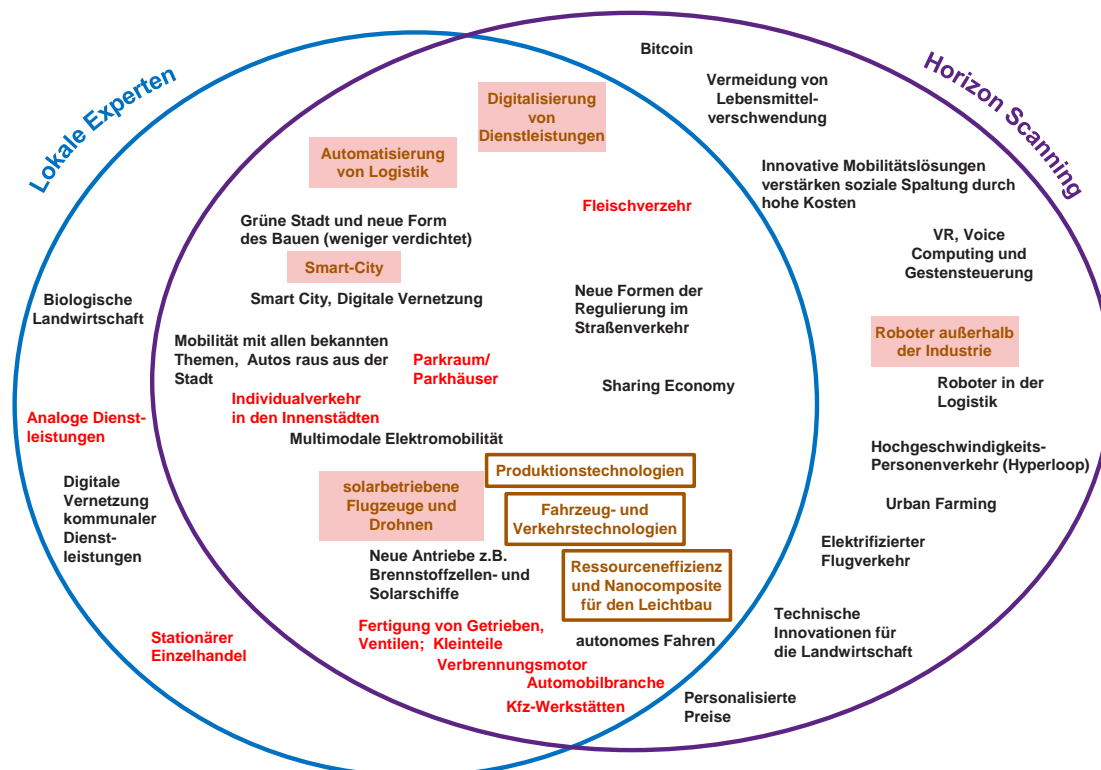 Lokale Experten
Horizon Scanning
Bitcoin
Vermeidung von
Lebensmittel-
verschwendung
Digitalisierung
von
Dienstleistungen
Automatisierung
von Logistik
Innovative Mobilitätslösungen
verstärken soziale Spaltung durch
hohe Kosten
Fleischverzehr
Grüne Stadt und neue Form
des Bauen (weniger verdichtet)
VR, Voice
Computing und
Gestensteuerung
Smart-City
Smart City, Digitale Vernetzung
Biologische
Landwirtschaft
Neue Formen der
Regulierung im
Straßenverkehr
Roboter außerhalb
der Industrie
Mobilität mit allen bekannten
Themen, Autos raus aus der
Stadt
Parkraum/
Parkhäuser
Sharing Economy
Roboter in der
Logistik
Individualverkehr
in den Innenstädten
Analoge Dienst-
leistungen
Multimodale Elektromobilität
Hochgeschwindigkeits-
Personenverkehr (Hyperloop)
Produktionstechnologien
Digitale
Vernetzung
kommunaler
Dienst-
leistungen
solarbetriebene
Flugzeuge und
Drohnen
Fahrzeug- und
Verkehrstechnologien
Urban Farming
Elektrifizierter
Flugverkehr
Neue Antriebe z.B.
Brennstoffzellen- und
Solarschiffe
Ressourceneffizienz
und Nanocomposite
für den Leichtbau
Technische
Innovationen für
die Landwirtschaft
Fertigung von Getrieben,
Ventilen; Kleinteile
autonomes Fahren
Stationärer
Einzelhandel
Verbrennungsmotor
Automobilbranche
Kfz-Werkstätten
Personalisierte
Preise